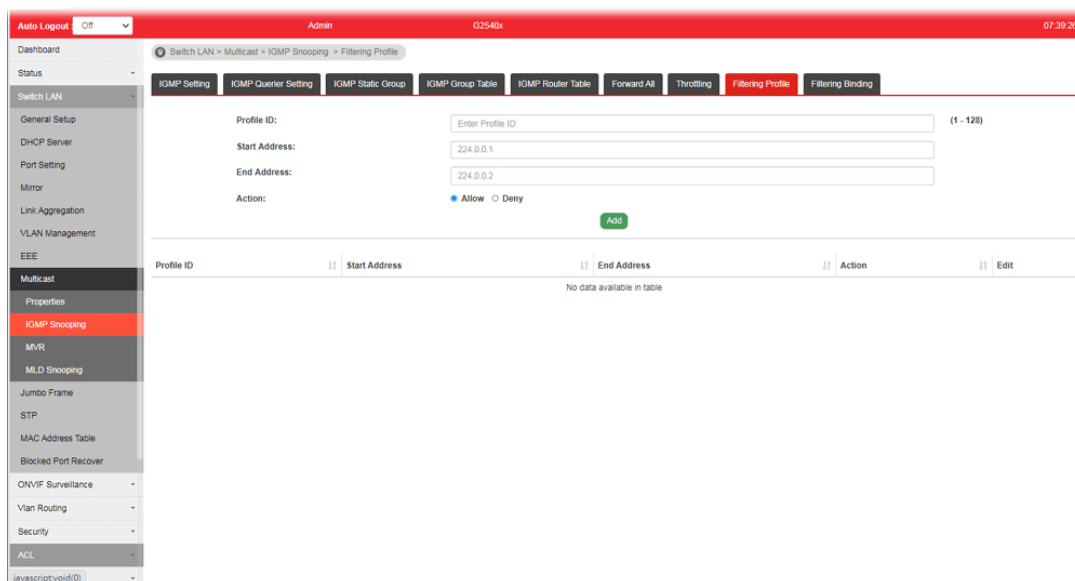 Auto Logout : Off Admin G2540x 07:39:26
Dashboard
Status
Switch LAN
General Setup
DHCP Server
Port Setting
Mirror
Link Aggregation
VLAN Management
EEE
Multicast
Properties
IGMP Snooping
MVR
MLD Snooping
Jumbo Frame
STP
MAC Address Table
Blocked Port Recover
ONVIF Surveillance
Vlan Routing
Security
ACL
javascript:void(0)
Switch LAN > Multicast > IGMP Snooping > Filtering Profile
IGMP Setting IGMP Querier Setting IGMP Static Group IGMP Group Table IGMP Router Table Forward All Throttling Filtering Profile Filtering Binding
Profile ID: Enter Profile ID (1 - 128)
Start Address: 224.0.0.1
End Address: 224.0.0.2
Action: Allow Deny
Add
Profile ID Start Address End Address Action Edit
No data available in table